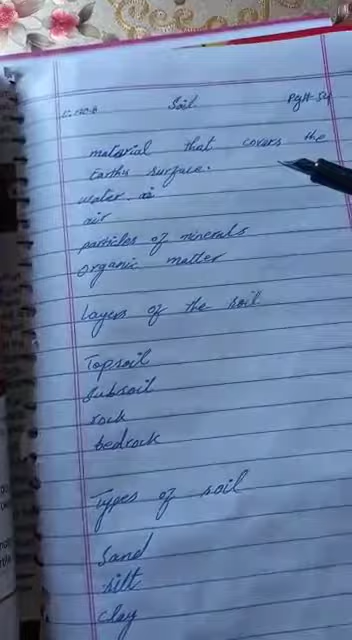 Soil
material that covers the
Earth's surface.
water
air
particles of minerals
organic matter
layers of the soil
Topsoil
subsoil
rock
bedrock
Types of soil
Sand
silt
clay